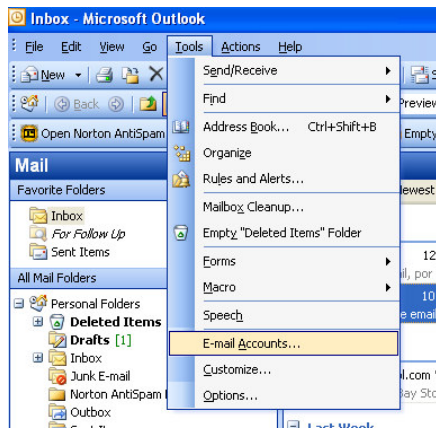 Inbox - Microsoft Outlook
File Edit View Go Tools Actions Help
New
Send/Receive
Back
Find
Preview
Open Norton AntiSpam
Address Book... Ctrl+Shift+B
Empty
Organize
Mail
Rules and Alerts...
Favorite Folders
Mailbox Cleanup...
Inbox
For Follow Up
Empty "Deleted Items" Folder
Sent Items
Forms
12
All Mail Folders
Macro
10
Personal Folders
Deleted Items
Speech
e email
Drafts [1]
E-mail Accounts...
Inbox
Customize...
Junk E-mail
Norton AntiSpam
Options...
Outbox
Last Week